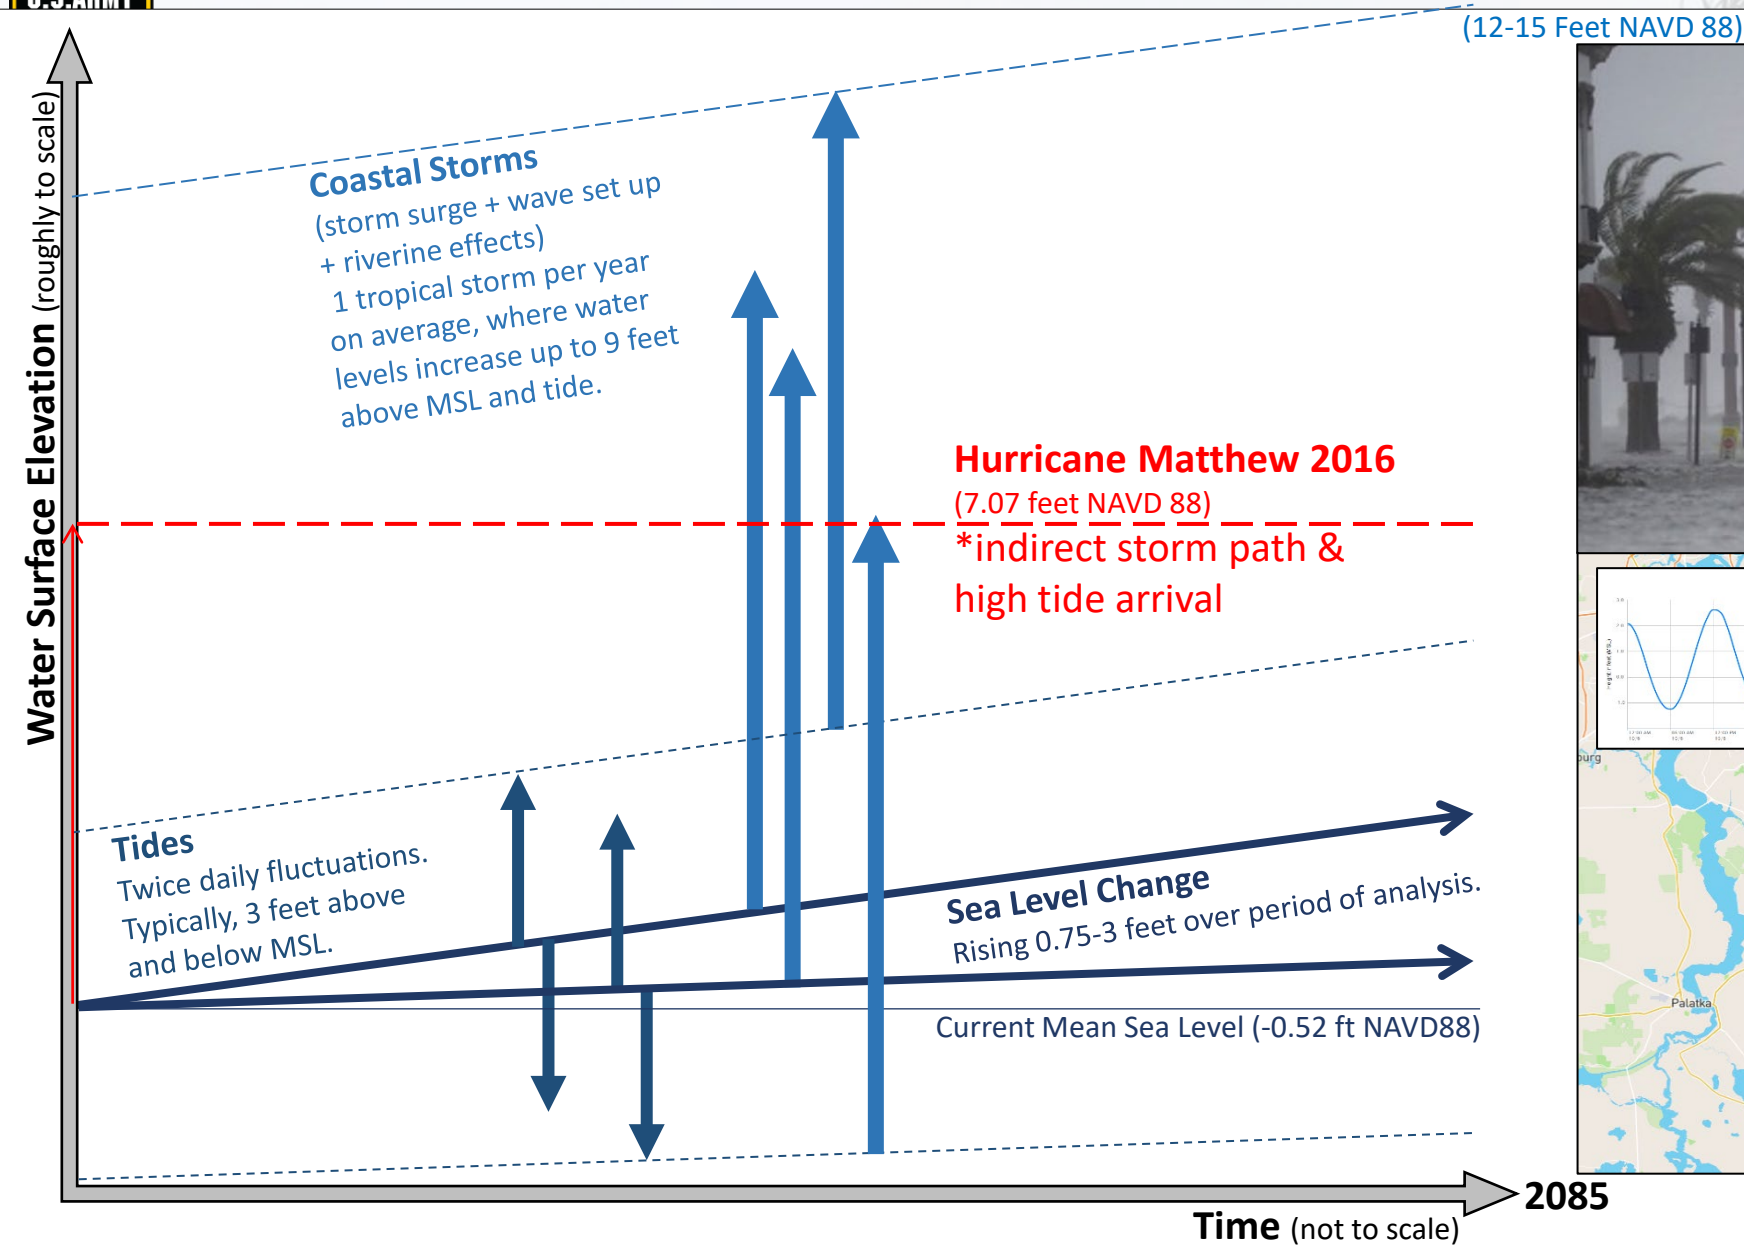 U.S.ARMY
(12-15 Feet NAVD 88)
Water Surface Elevation (roughly to scale)
Coastal Storms
(storm surge + wave set up
+ riverine effects)
1 tropical storm per year
on average, where water
levels increase up to 9 feet
above MSL and tide.
Hurricane Matthew 2016
(7.07 feet NAVD 88)
*indirect storm path &
high tide arrival
Tides
Twice daily fluctuations.
Typically, 3 feet above
and below MSL.
Sea Level Change
Rising 0.75-3 feet over period of analysis.
Current Mean Sea Level (-0.52 ft NAVD88)
2085
Time (not to scale)
burg
Palatka